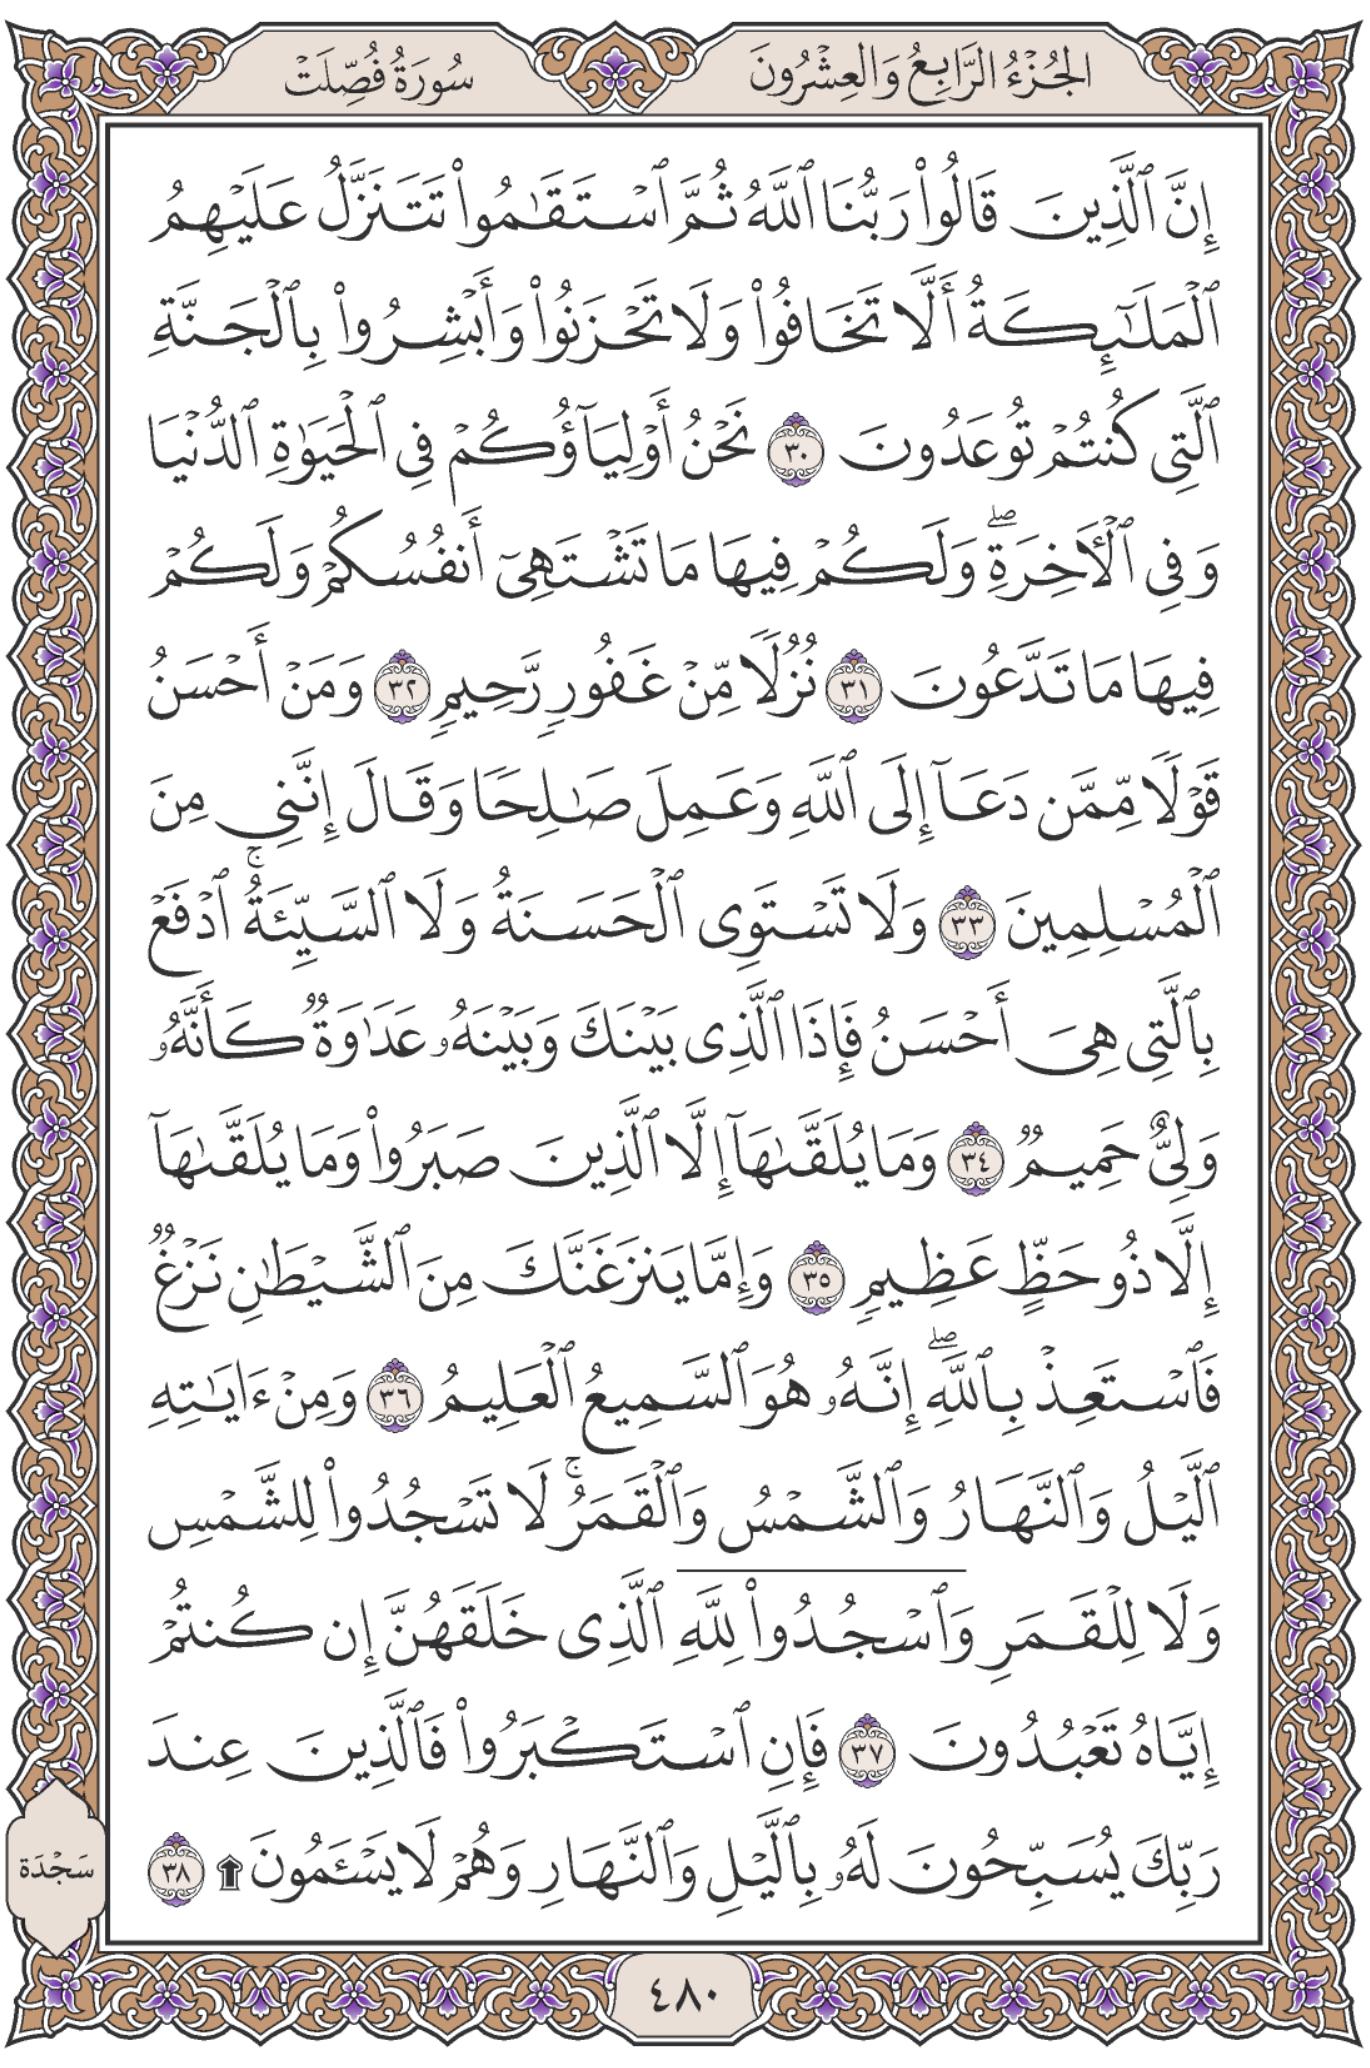 الجُزْءُ الرَّابِعُ وَالعِشْرُونَ
سُورَةُ فُصِّلَتْ
إِنَّ ٱلَّذِينَ قَالُوا۟ رَبُّنَا ٱللَّهُ ثُمَّ ٱسْتَقَـٰمُوا۟ تَتَنَزَّلُ عَلَيْهِمُ
ٱلْمَلَـٰٓئِكَةُ أَلَّا تَخَافُوا۟ وَلَا تَحْزَنُوا۟ وَأَبْشِرُوا۟ بِٱلْجَنَّةِ
ٱلَّتِى كُنتُمْ تُوعَدُونَ ٣٠ نَحْنُ أَوْلِيَآؤُكُمْ فِى ٱلْحَيَوٰةِ ٱلدُّنْيَا
وَفِى ٱلْـَٔاخِرَةِ ۖ وَلَكُمْ فِيهَا مَا تَشْتَهِىٓ أَنفُسُكُمْ وَلَكُمْ
فِيهَا مَا تَدَّعُونَ ٣١ نُزُلًا مِّنْ غَفُورٍ رَّحِيمٍ ٣٢ وَمَنْ أَحْسَنُ
قَوْلًا مِّمَّن دَعَآ إِلَى ٱللَّهِ وَعَمِلَ صَـٰلِحًا وَقَالَ إِنَّنِى مِنَ
ٱلْمُسْلِمِينَ ٣٣ وَلَا تَسْتَوِى ٱلْحَسَنَةُ وَلَا ٱلسَّيِّئَةُ ۚ ٱدْفَعْ
بِٱلَّتِى هِىَ أَحْسَنُ فَإِذَا ٱلَّذِى بَيْنَكَ وَبَيْنَهُۥ عَدَٰوَةٌ كَأَنَّهُۥ
وَلِىٌّ حَمِيمٌ ٣٤ وَمَا يُلَقَّىٰهَآ إِلَّا ٱلَّذِينَ صَبَرُوا۟ وَمَا يُلَقَّىٰهَآ
إِلَّا ذُو حَظٍّ عَظِيمٍ ٣٥ وَإِمَّا يَنزَغَنَّكَ مِنَ ٱلشَّيْطَـٰنِ نَزْغٌ
فَٱسْتَعِذْ بِٱللَّهِ ۖ إِنَّهُۥ هُوَ ٱلسَّمِيعُ ٱلْعَلِيمُ ٣٦ وَمِنْ ءَايَـٰتِهِ
ٱلَّيْلُ وَٱلنَّهَارُ وَٱلشَّمْسُ وَٱلْقَمَرُ ۚ لَا تَسْجُدُوا۟ لِلشَّمْسِ
وَلَا لِلْقَمَرِ وَٱسْجُدُوا۟ لِلَّهِ ٱلَّذِى خَلَقَهُنَّ إِن كُنتُمْ
إِيَّاهُ تَعْبُدُونَ ٣٧ فَإِنِ ٱسْتَكْبَرُوا۟ فَٱلَّذِينَ عِندَ
رَبِّكَ يُسَبِّحُونَ لَهُۥ بِٱلَّيْلِ وَٱلنَّهَارِ وَهُمْ لَا يَسْـَٔمُونَ ۩ ٣٨
سَجْدَة
٤٨٠